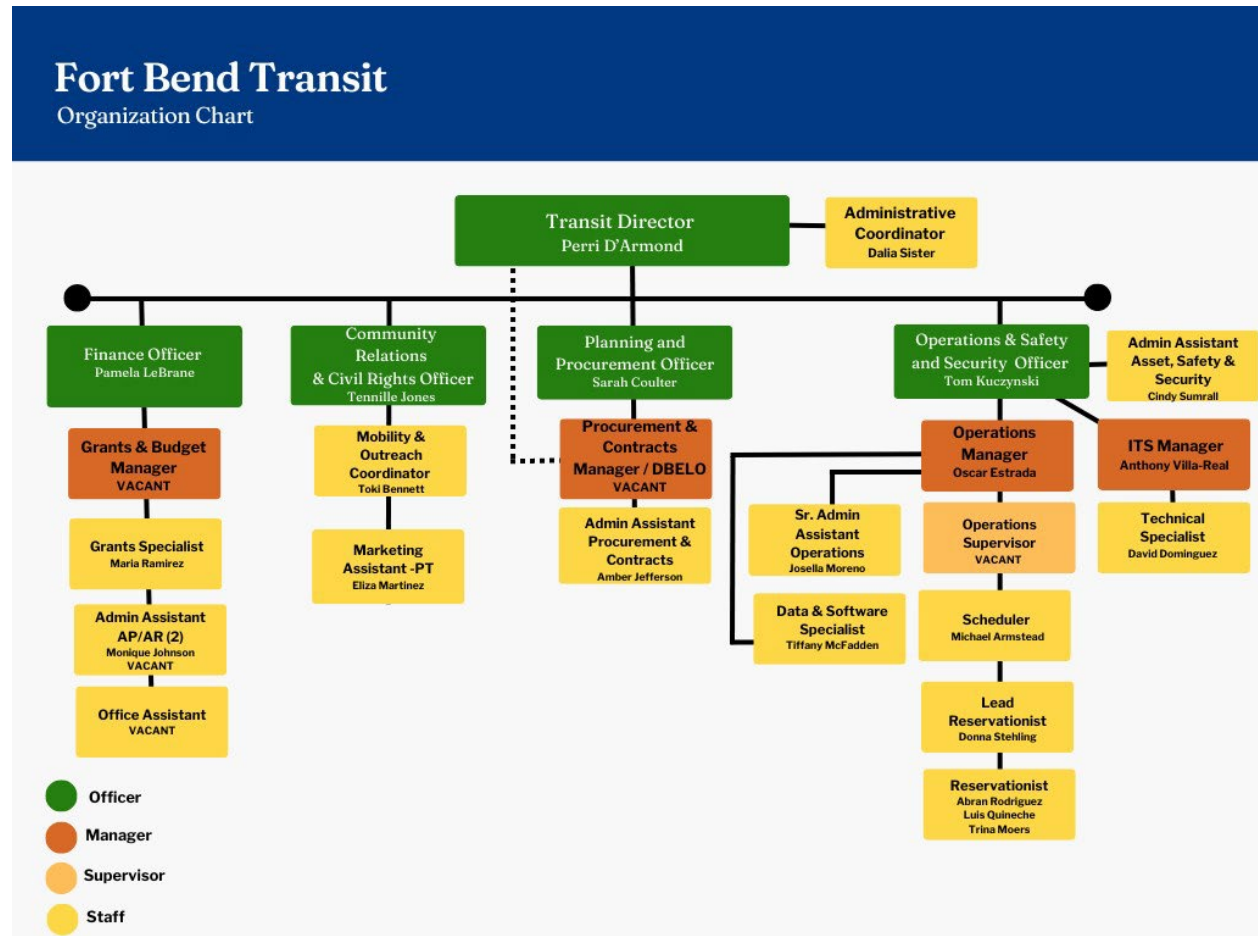 Fort Bend Transit
Organization Chart
Transit Director
Perri D'Armond
Administrative
Coordinator
Dalia Sister
Finance Officer
Pamela LeBrane
Community
Relations
& Civil Rights Officer
Tennille Jones
Planning and
Procurement Officer
Sarah Coulter
Operations & Safety
and Security Officer
Tom Kuczynski
Admin Assistant
Asset, Safety &
Security
Cindy Sumrall
Grants & Budget
Manager
VACANT
Mobility &
Outreach
Coordinator
Toki Bennett
Procurement &
Contracts
Manager / DBELO
VACANT
Operations
Manager
Oscar Estrada
ITS Manager
Anthony Villa-Real
Grants Specialist
Maria Ramirez
Marketing
Assistant -PT
Eliza Martinez
Admin Assistant
Procurement &
Contracts
Amber Jefferson
Sr. Admin
Assistant
Operations
Josella Moreno
Operations
Supervisor
VACANT
Technical
Specialist
David Dominguez
Admin Assistant
AP/AR (2)
Monique Johnson
VACANT
Data & Software
Specialist
Tiffany McFadden
Scheduler
Michael Armstead
Office Assistant
VACANT
Lead
Reservationist
Donna Stehling
Reservationist
Abran Rodriguez
Luis Quineche
Trina Moers
Officer
Manager
Supervisor
Staff